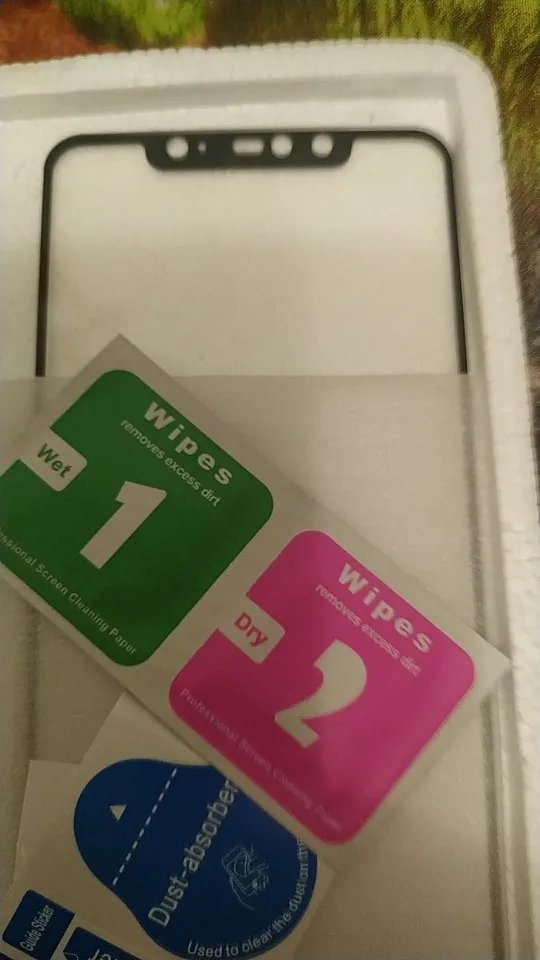 Wipes
removes excess dirt
Wet
1
Screen Cleaning Paper
Wipes
removes excess dirt
Dry
2
Professional Screen Cleaning Paper
Dust-absorber
Used to clear the dust on the
Guide Sticker